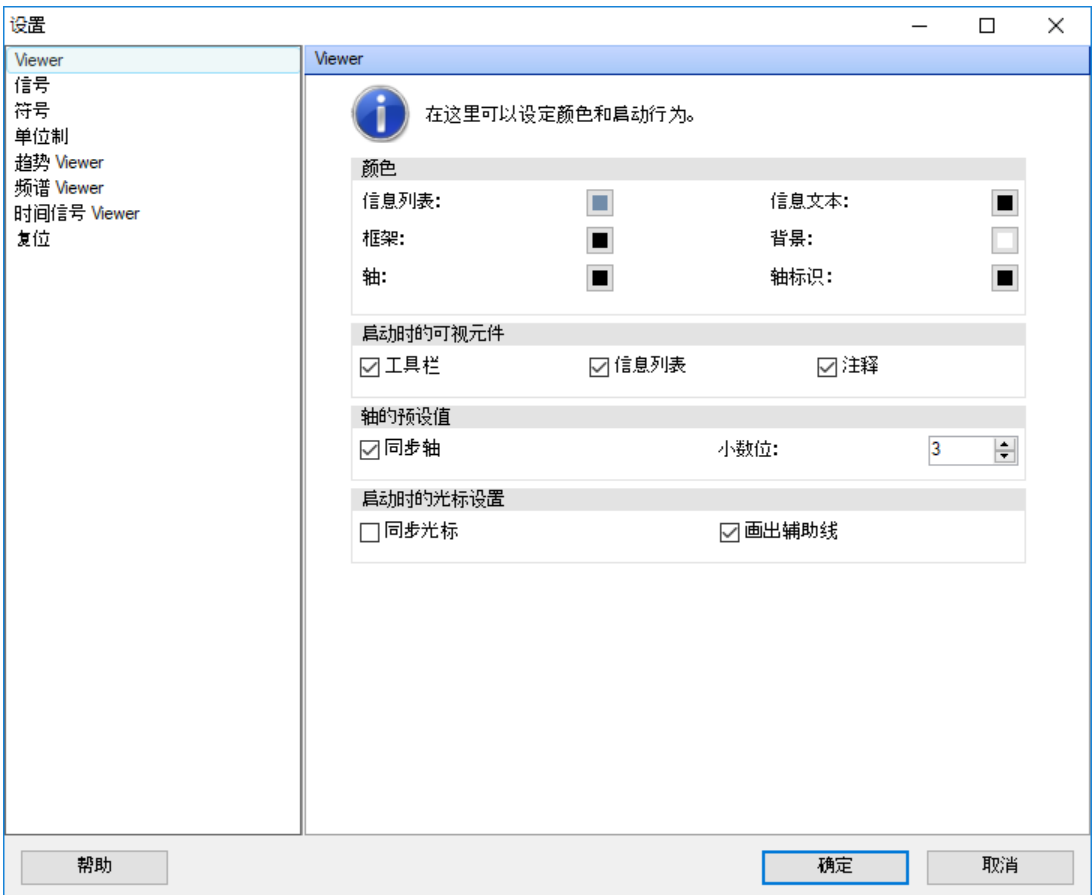 设置
Viewer
信号
符号
单位制
趋势 Viewer
频谱 Viewer
时间信号 Viewer
复位
Viewer
在这里可以设定颜色和启动行为。
颜色
信息列表: 信息文本:
框架: 背景:
轴: 轴标识:
启动时的可视元件
工具栏 信息列表 注释
轴的预设值
同步轴 小数位: 3
启动时的光标设置
同步光标 画出辅助线
帮助 确定 取消